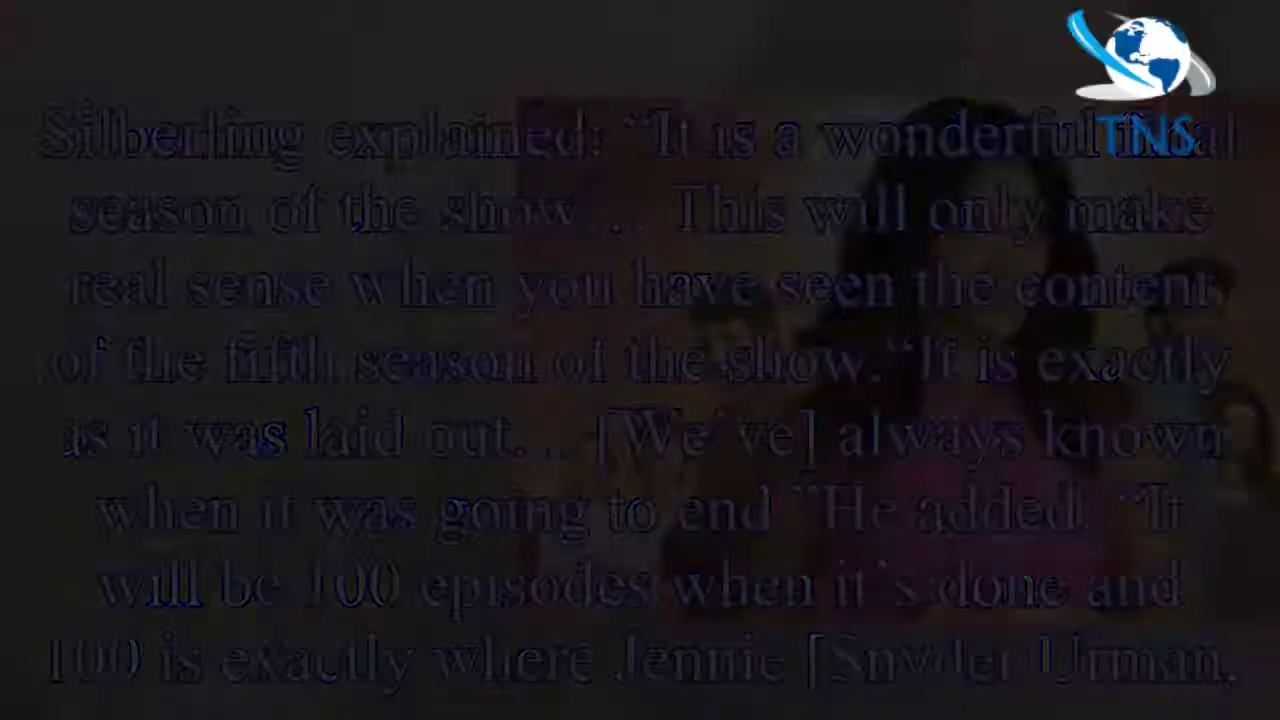 Silberling explained: “It is a wonderful final
season of the show … This will only make
real sense when you have seen the content
of the fifth season of the show.“It is exactly
as it was laid out. .. [We‘ve] always known
when it was going to end ”He added: “It
will be 100 episodes when it‘s done and
100 is exactly where Jennie [Snyder Urman,
TNS